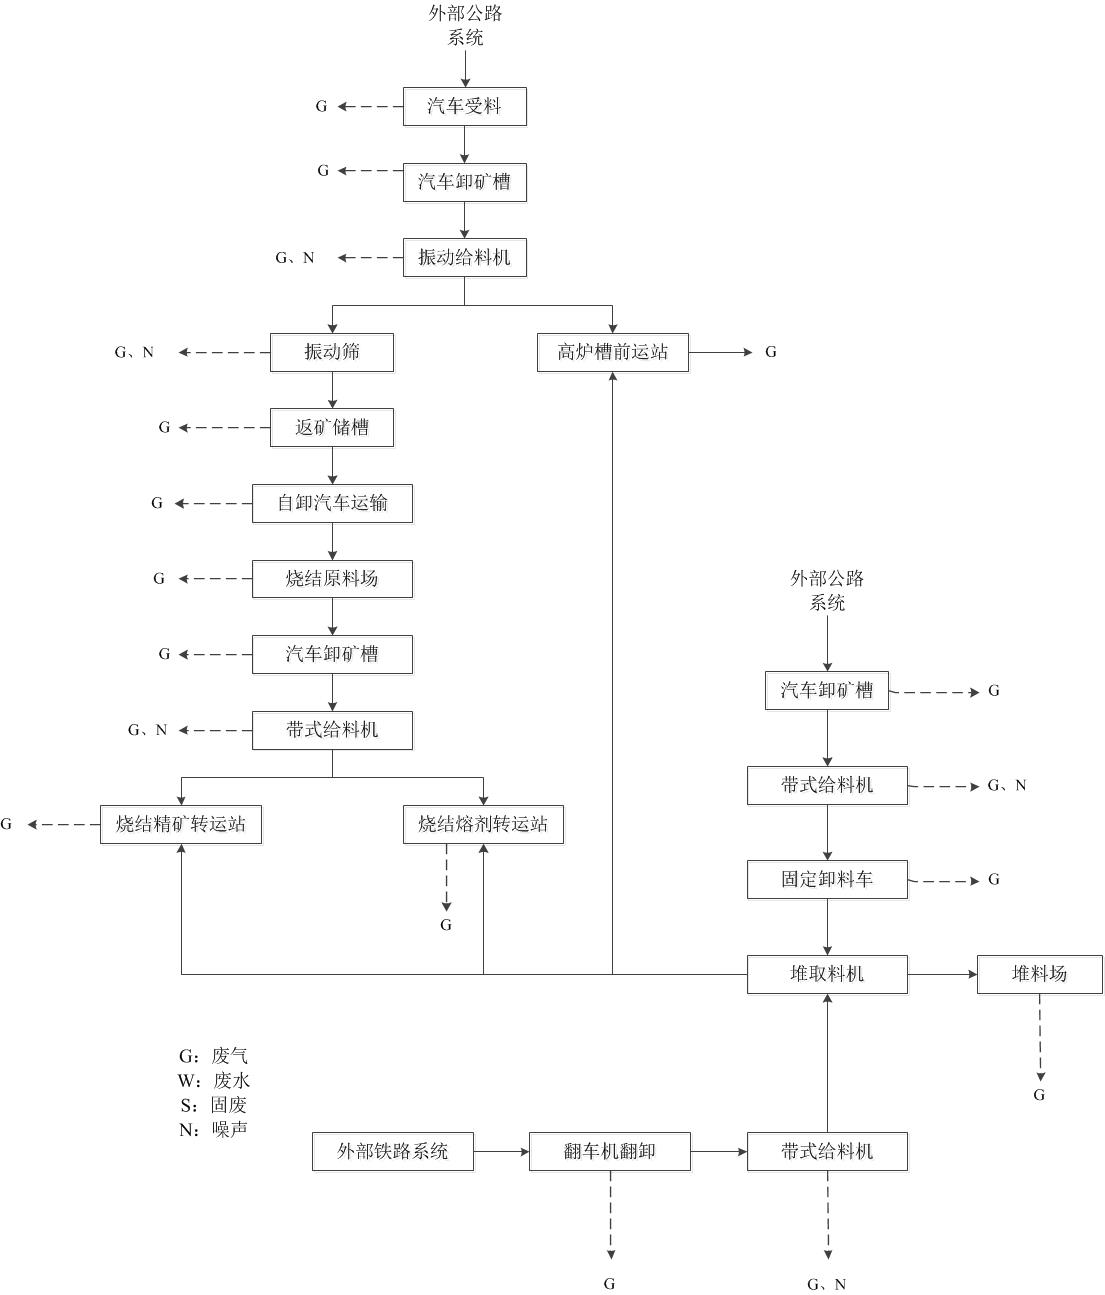 外部公路
系统
G
汽车受料
G
汽车卸矿槽
G、N
振动给料机
G、N
振动筛
高炉槽前运站
G
G
返矿储槽
G
自卸汽车运输
G
烧结原料场
外部公路
系统
G
汽车卸矿槽
汽车卸矿槽
G
G、N
带式给料机
带式给料机
G、N
G
烧结精矿转运站
烧结熔剂转运站
固定卸料车
G
G
堆取料机
堆料场
G：废气
W：废水
S：固废
N：噪声
G
外部铁路系统
翻车机翻卸
带式给料机
G
G、N